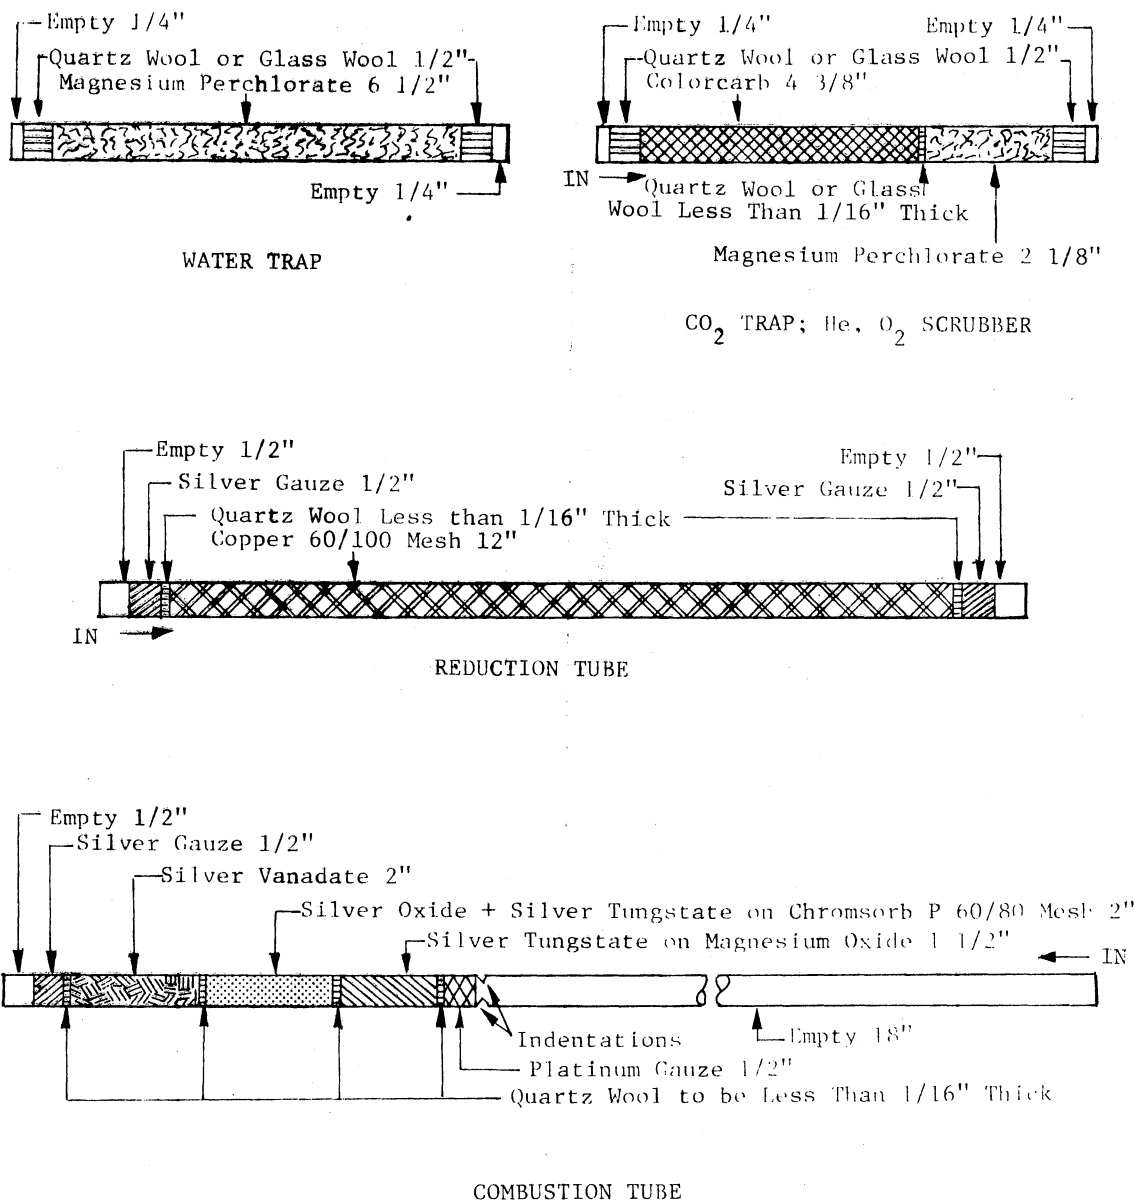 Empty 1/4"
Quartz Wool or Glass Wool 1/2"
Magnesium Perchlorate 6 1/2"
Empty 1/4"
WATER TRAP
Empty 1/4" Empty 1/4"
Quartz Wool or Glass Wool 1/2"
Colorcarb 4 3/8"
IN
Quartz Wool or Glass
Wool Less Than 1/16" Thick
Magnesium Perchlorate 2 1/8"
CO2 TRAP; He, O2 SCRUBBER
Empty 1/2"
Silver Gauze 1/2"
Quartz Wool Less than 1/16" Thick
Copper 60/100 Mesh 12"
Empty 1/2"
Silver Gauze 1/2"
IN
REDUCTION TUBE
Empty 1/2"
Silver Gauze 1/2"
Silver Vanadate 2"
Silver Oxide + Silver Tungstate on Chromsorb P 60/80 Mesh 2"
Silver Tungstate on Magnesium Oxide 1 1/2"
IN
Indentations
Empty 18"
Platinum Gauze 1/2"
Quartz Wool to be Less Than 1/16" Thick
COMBUSTION TUBE